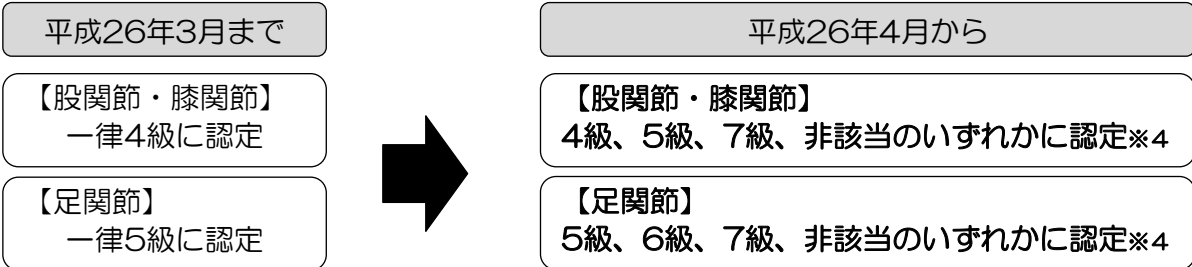 平成26年3月まで
【股関節・膝関節】
一律4級に認定
【足関節】
一律5級に認定
平成26年4月から
【股関節・膝関節】
4級、5級、7級、非該当のいずれかに認定※4
【足関節】
5級、6級、7級、非該当のいずれかに認定※4